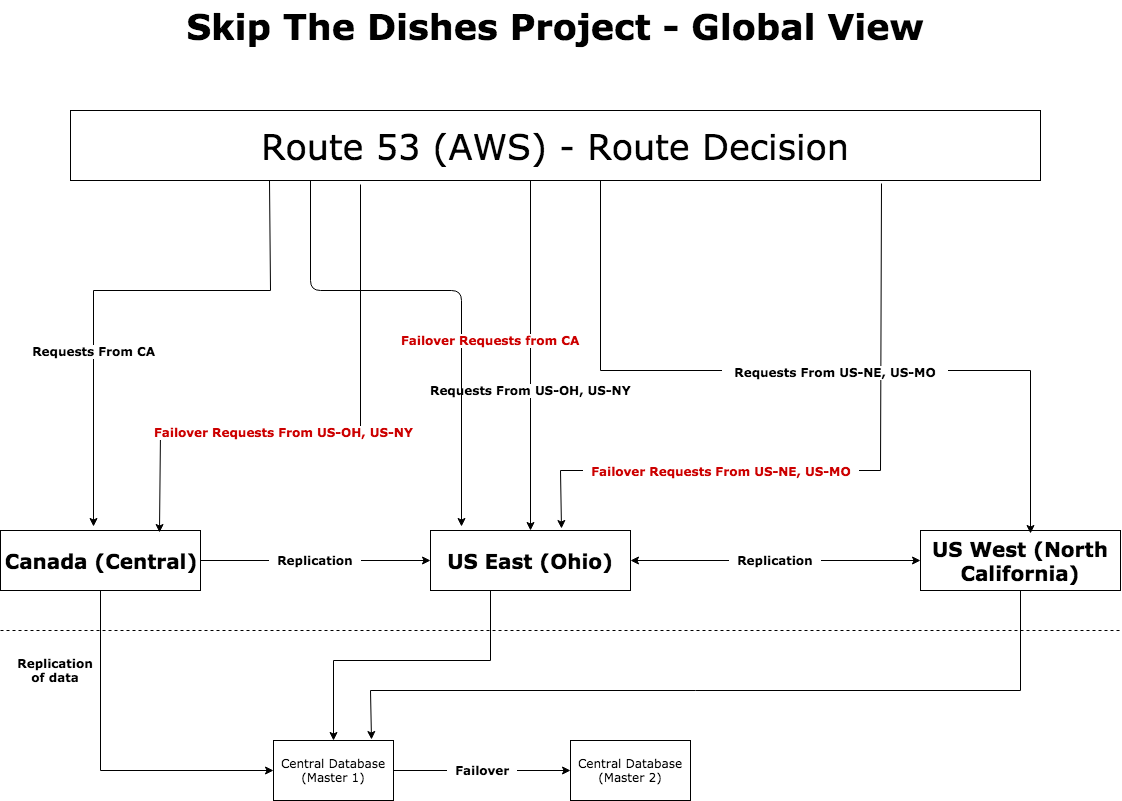 Skip The Dishes Project - Global View
Route 53 (AWS) - Route Decision
Failover Requests from CA
Requests From CA
Requests From US-NE, US-MO
Requests From US-OH, US-NY
Failover Requests From US-OH, US-NY
Failover Requests From US-NE, US-MO
Canada (Central)
Replication
US East (Ohio)
Replication
US West (North
California)
Replication
of data
Central Database
(Master 1)
Failover
Central Database
(Master 2)